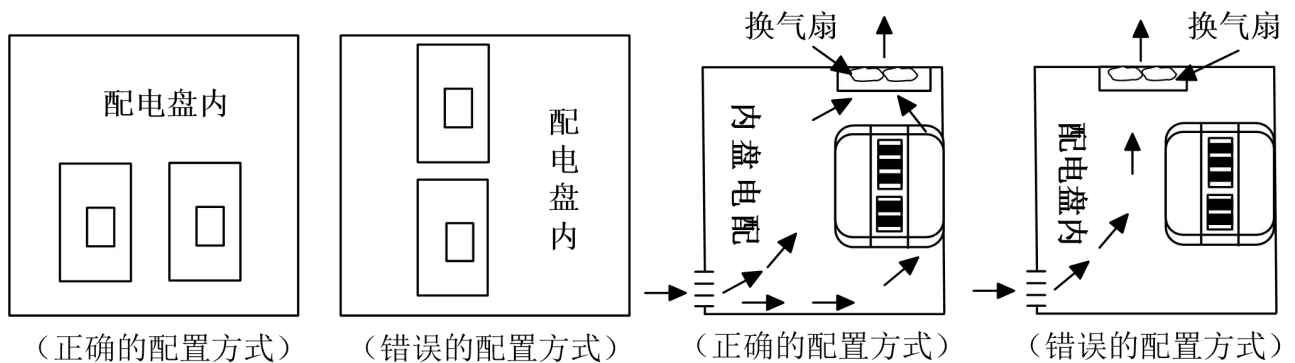 换气扇
换气扇
配电盘内
配电盘内
内盘电配
配电盘内
（正确的配置方式）
（错误的配置方式）
（正确的配置方式）
（错误的配置方式）